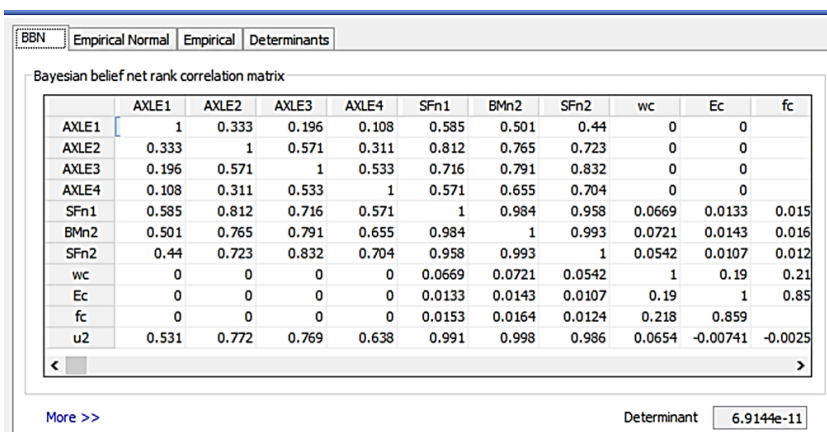 BBN Empirical Normal Empirical Determinants
Bayesian belief net rank correlation matrix
AXLE1 AXLE2 AXLE3 AXLE4 SFn1 BMn2 SFn2 wc Ec fc
AXLE1 1 0.333 0.196 0.108 0.585 0.501 0.44 0 0
AXLE2 0.333 1 0.571 0.311 0.812 0.765 0.723 0 0
AXLE3 0.196 0.571 1 0.533 0.716 0.791 0.832 0 0
AXLE4 0.108 0.311 0.533 1 0.571 0.655 0.704 0 0
SFn1 0.585 0.812 0.716 0.571 1 0.984 0.958 0.0669 0.0133 0.015
BMn2 0.501 0.765 0.791 0.655 0.984 1 0.993 0.0721 0.0143 0.016
SFn2 0.44 0.723 0.832 0.704 0.958 0.993 1 0.0542 0.0107 0.012
wc 0 0 0 0 0.0669 0.0721 0.0542 1 0.19 0.21
Ec 0 0 0 0 0.0133 0.0143 0.0107 0.19 1 0.85
fc 0 0 0 0 0.0153 0.0164 0.0124 0.218 0.859
u2 0.531 0.772 0.769 0.638 0.991 0.998 0.986 0.0654 -0.00741 -0.0025
More >> Determinant 6.9144e-11